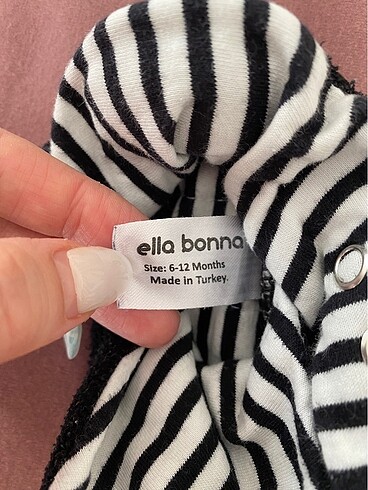 ella bonna
Size: 6-12 Months
Made in Turkey.